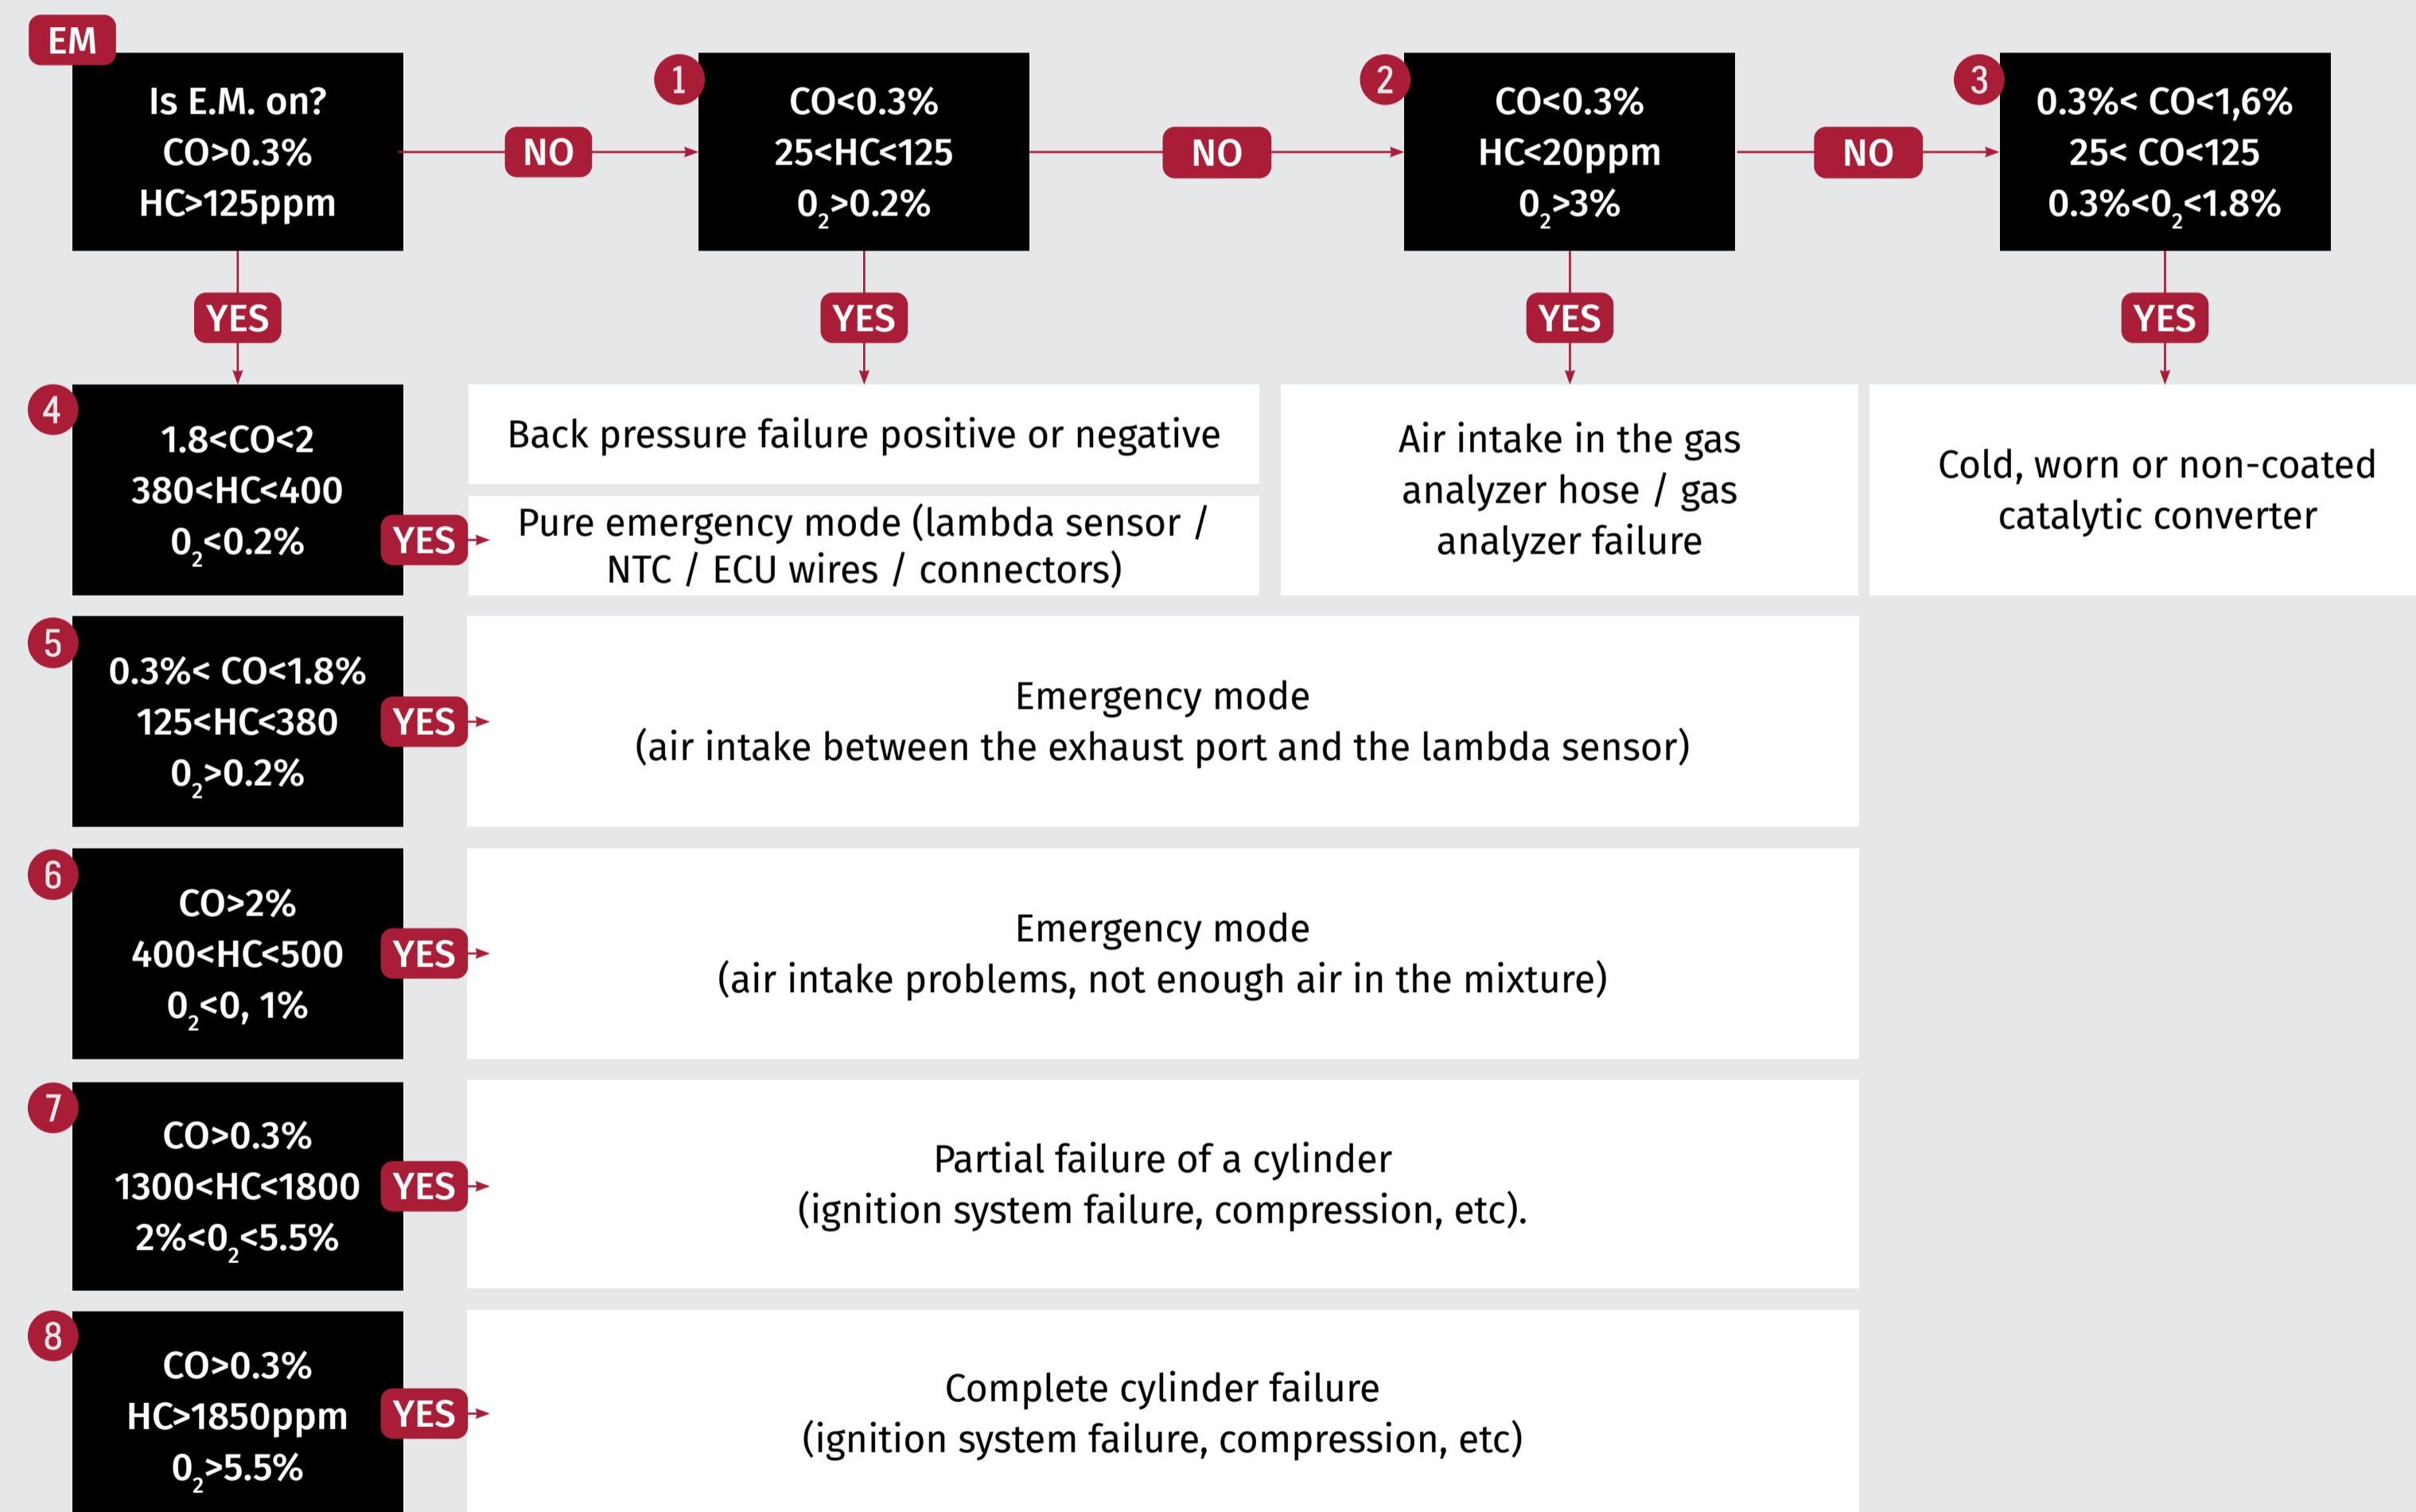 EM
Is E.M. on?
CO>0.3%
HC>125ppm
NO
1
CO<0.3%
25<HC<125
0₂>0.2%
NO
2
CO<0.3%
HC<20ppm
0₂>3%
NO
3
0.3%< CO<1,6%
25< CO<125
0.3%<0₂<1.8%
YES
YES
YES
YES
4
1.8<CO<2
380<HC<400
0₂<0.2%
YES
Back pressure failure positive or negative
Pure emergency mode (lambda sensor /
NTC / ECU wires / connectors)
Air intake in the gas
analyzer hose / gas
analyzer failure
Cold, worn or non-coated
catalytic converter
5
0.3%< CO<1.8%
125<HC<380
0₂>0.2%
YES
Emergency mode
(air intake between the exhaust port and the lambda sensor)
6
CO>2%
400<HC<500
0₂<0, 1%
YES
Emergency mode
(air intake problems, not enough air in the mixture)
7
CO>0.3%
1300<HC<1800
2%<0₂<5.5%
YES
Partial failure of a cylinder
(ignition system failure, compression, etc).
8
CO>0.3%
HC>1850ppm
0₂>5.5%
YES
Complete cylinder failure
(ignition system failure, compression, etc)